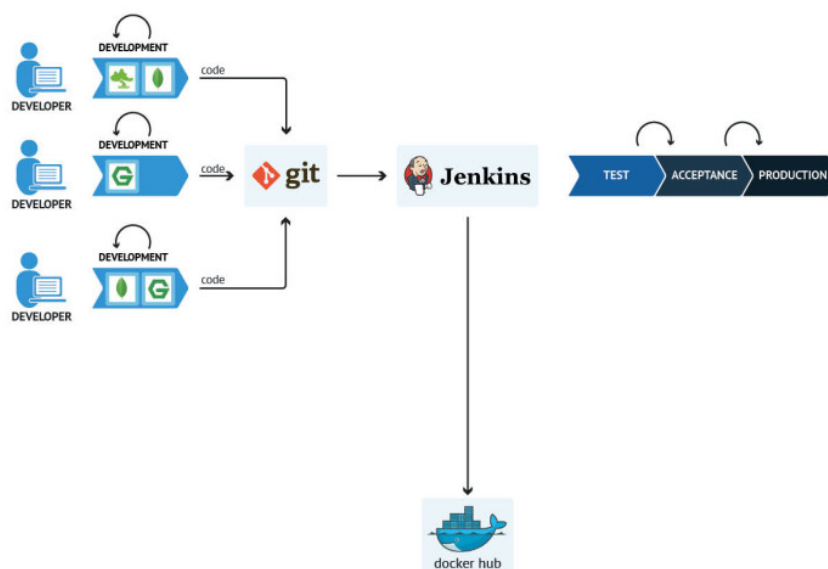 DEVELOPMENT
code
DEVELOPER
DEVELOPMENT
code
DEVELOPER
git
Jenkins
TEST
ACCEPTANCE
PRODUCTION
DEVELOPMENT
code
DEVELOPER
docker hub